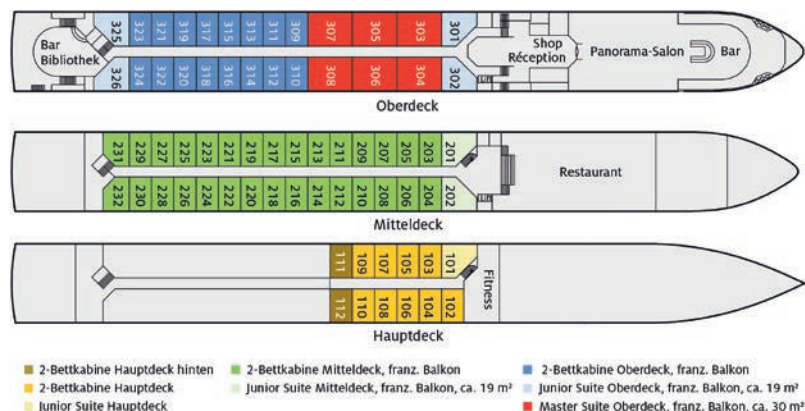 325 323 321 319 317 315 313 311 309 307 305 303 301
Bar
Bibliothek
Shop
Réception
Panorama-Salon
Bar
326 324 322 320 318 316 314 312 310 308 306 304 302
Oberdeck
231 229 227 225 223 221 219 217 215 213 211 209 207 205 203 201
Restaurant
232 230 228 226 224 222 220 218 216 214 212 210 208 206 204 202
Mitteldeck
111 109 107 105 103 101
Fitness
112 110 108 106 104 102
Hauptdeck
2-Bettkabine Hauptdeck hinten
2-Bettkabine Hauptdeck
Junior Suite Hauptdeck
2-Bettkabine Mitteldeck, franz. Balkon
Junior Suite Mitteldeck, franz. Balkon, ca. 19 m²
2-Bettkabine Oberdeck, franz. Balkon
Junior Suite Oberdeck, franz. Balkon, ca. 19 m²
Master Suite Oberdeck, franz. Balkon, ca. 30 m²